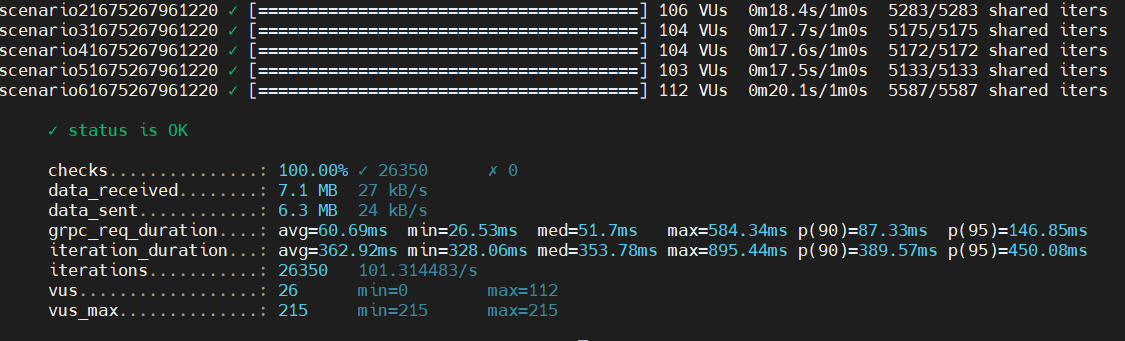 scenario21675267961220 ✓ [======================================] 106 VUs  0m18.4s/1m0s  5283/5283 shared iters
scenario31675267961220 ✓ [======================================] 104 VUs  0m17.7s/1m0s  5175/5175 shared iters
scenario41675267961220 ✓ [======================================] 104 VUs  0m17.6s/1m0s  5172/5172 shared iters
scenario51675267961220 ✓ [======================================] 103 VUs  0m17.5s/1m0s  5133/5133 shared iters
scenario61675267961220 ✓ [======================================] 112 VUs  0m20.1s/1m0s  5587/5587 shared iters
✓ status is OK
checks...............: 100.00% ✓ 26350      ✗ 0
data_received........: 7.1 MB  27 kB/s
data_sent............: 6.3 MB  24 kB/s
grpc_req_duration....: avg=60.69ms  min=26.53ms  med=51.7ms   max=584.34ms p(90)=87.33ms  p(95)=146.85ms
iteration_duration...: avg=362.92ms min=328.06ms med=353.78ms max=895.44ms p(90)=389.57ms p(95)=450.08ms
iterations...........: 26350   101.314483/s
vus..................: 26      min=0        max=112
vus_max..............: 215     min=215      max=215